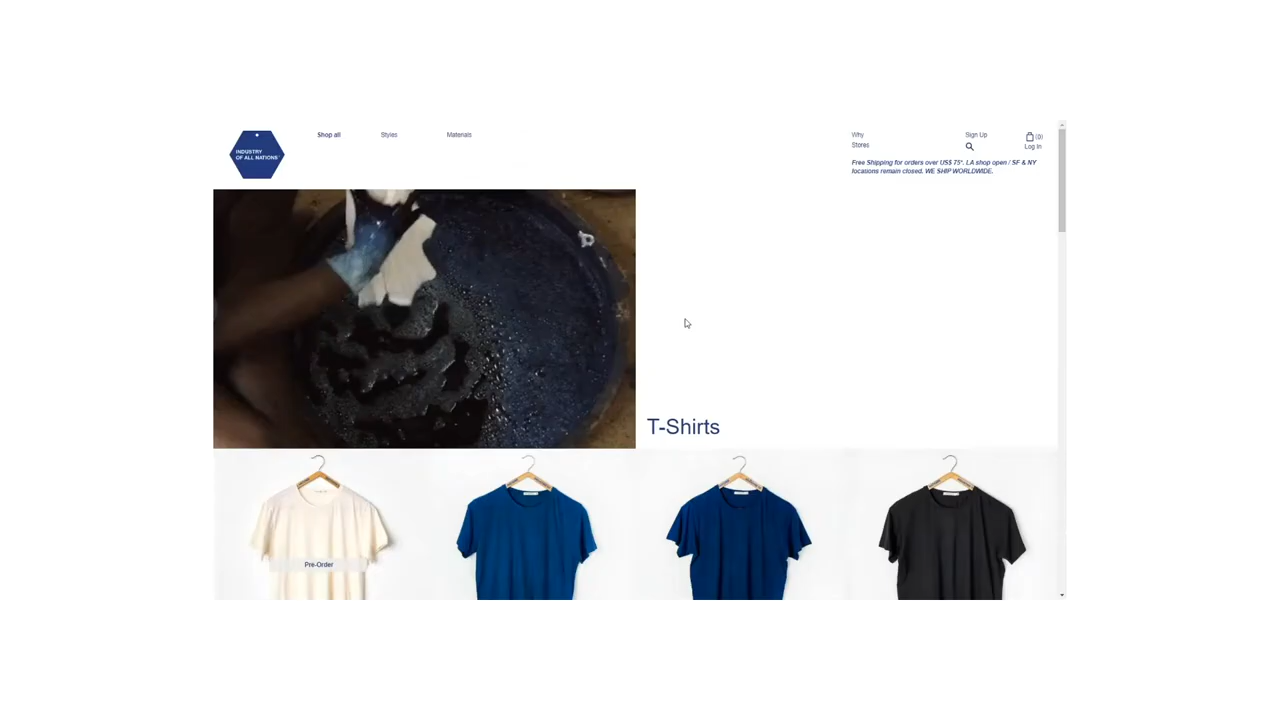 INDUSTRY
OF ALL NATIONS
Shop all
Styles
Materials
Why
Stores
Sign Up
(0)
Log In
Free Shipping for orders over US$ 75*. LA shop open / SF & NY
locations remain closed. WE SHIP WORLDWIDE.
T-Shirts
Pre-Order